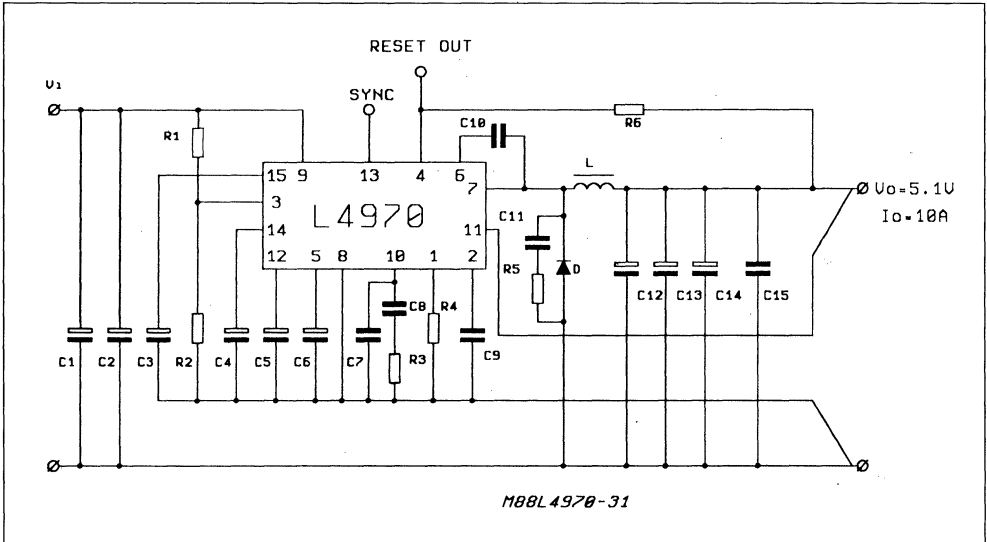 RESET OUT
Vi
SYNC
R1
C10
R6
L
15 9 13 4 6
7
3
L4970
14
11
12 5 8 10 1 2
Vo=5.1V
Io=10A
C11
R5
D
C8
R4
C12 C13 C14 C15
C1 C2 C3 R2 C4 C5 C6 C7 R3 C9
M88L4970-31